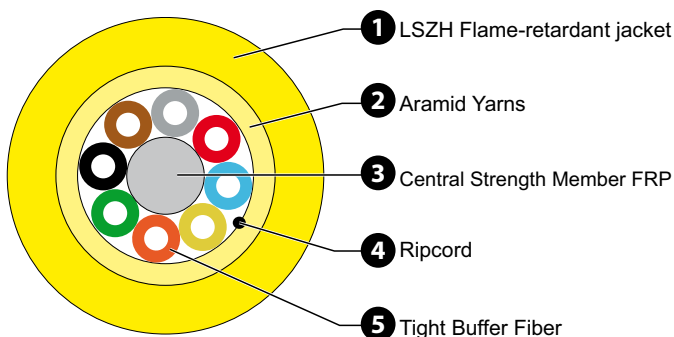 1 LSZH Flame-retardant jacket
2 Aramid Yarns
3 Central Strength Member FRP
4 Ripcord
5 Tight Buffer Fiber